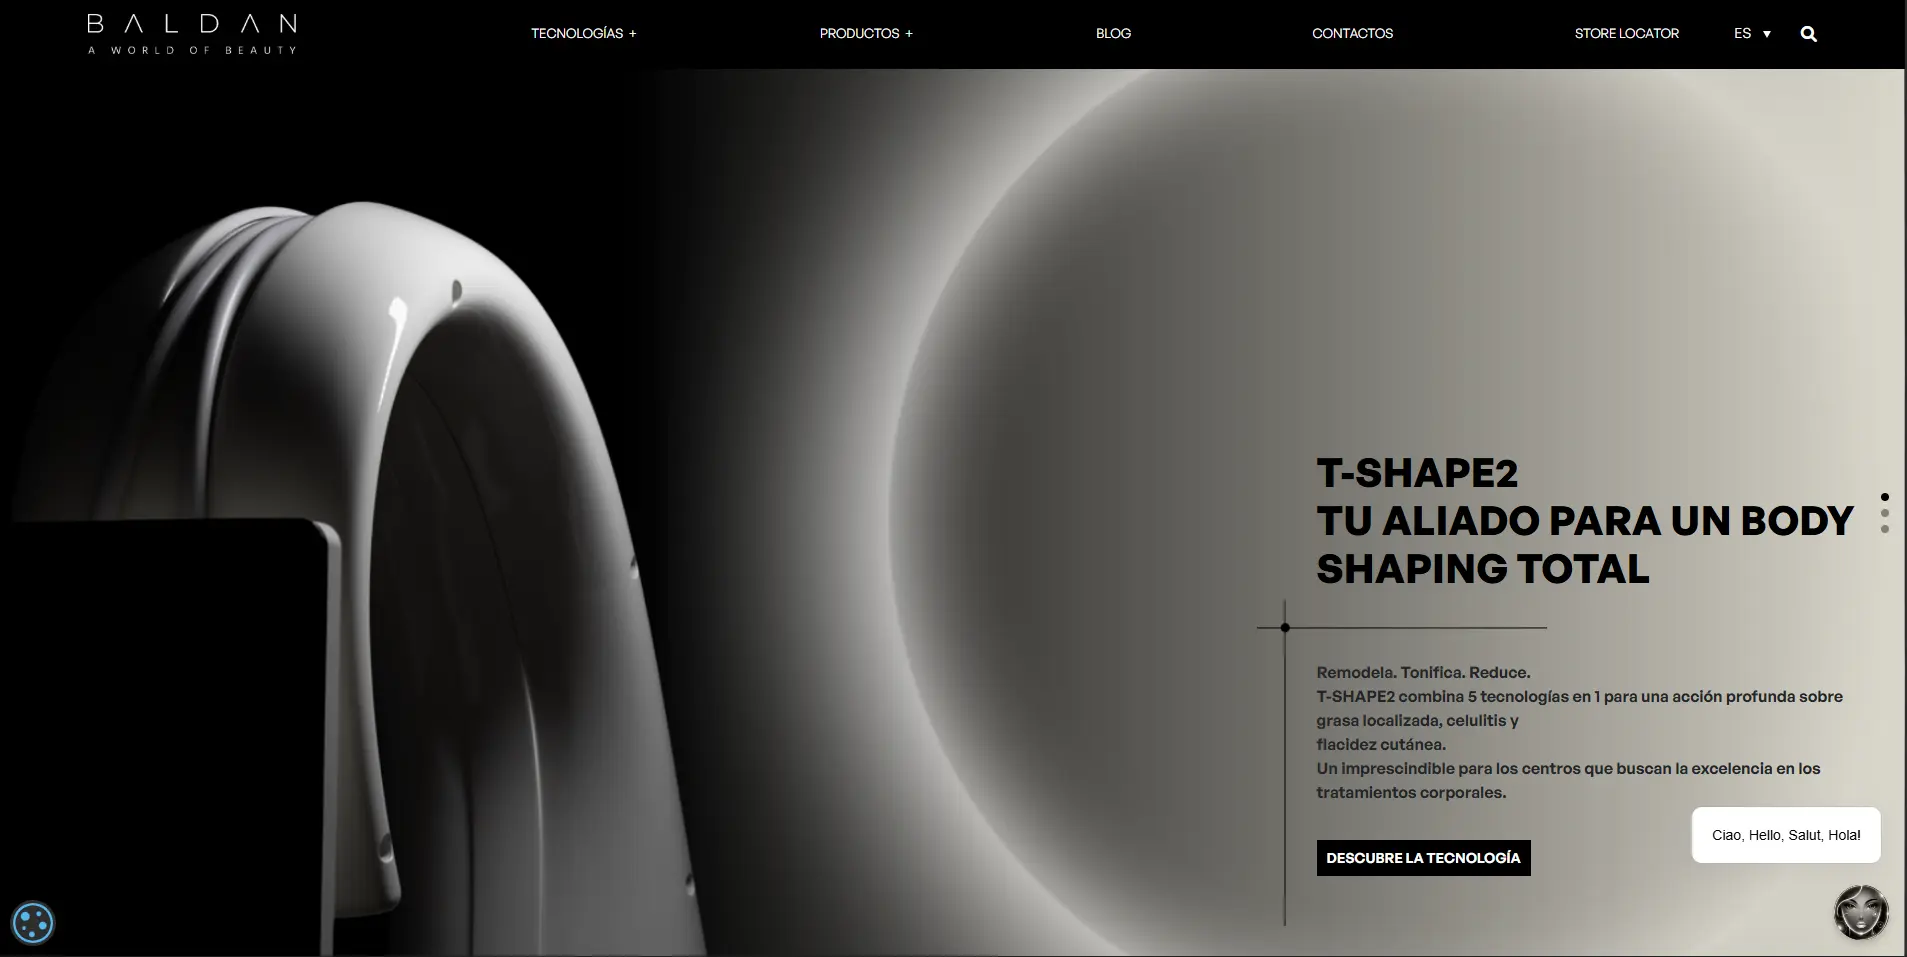 BALDAN
A WORLD OF BEAUTY
TECNOLOGÍAS +
PRODUCTOS +
BLOG
CONTACTOS
STORE LOCATOR
ES ▼
T-SHAPE2
TU ALIADO PARA UN BODY
SHAPING TOTAL
Remodela. Tonifica. Reduce.
T-SHAPE2 combina 5 tecnologías en 1 para una acción profunda sobre
grasa localizada, celulitis y
flacidez cutánea.
Un imprescindible para los centros que buscan la excelencia en los
tratamientos corporales.
DESCUBRE LA TECNOLOGÍA
Ciao, Hello, Salut, Hola!